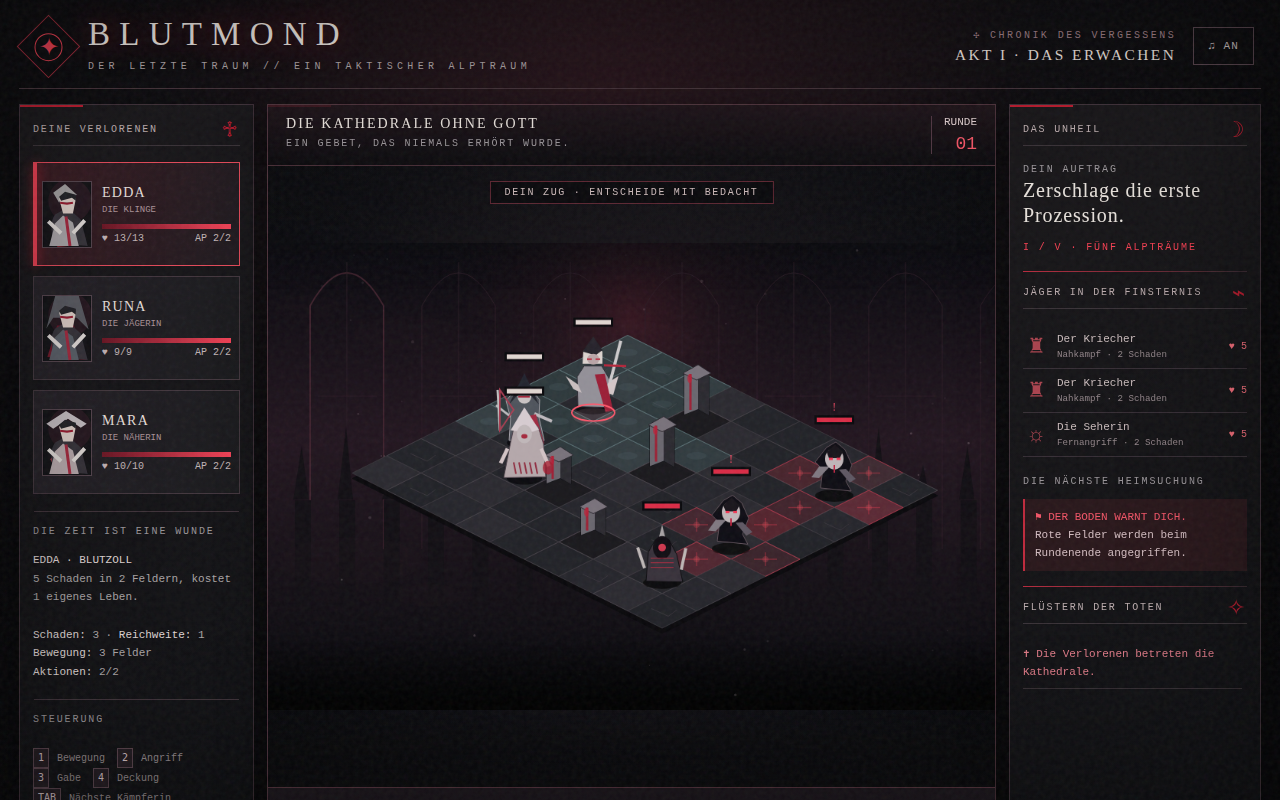 BLUTMOND
DER LETZTE TRAUM // EIN TAKTISCHER ALPTRAUM
✣ CHRONIK DES VERGESSENS
AKT I · DAS ERWACHEN
♫ AN
DEINE VERLORENEN
EDDA
DIE KLINGE
♥ 13/13 AP 2/2
RUNA
DIE JÄGERIN
♥ 9/9 AP 2/2
MARA
DIE NÄHERIN
♥ 10/10 AP 2/2
DIE ZEIT IST EINE WUNDE
EDDA · BLUTZOLL
5 Schaden in 2 Feldern, kostet
1 eigenes Leben.
Schaden: 3 · Reichweite: 1
Bewegung: 3 Felder
Aktionen: 2/2
STEUERUNG
1 Bewegung 2 Angriff
3 Gabe 4 Deckung
TAB Nächste Kämpferin
DIE KATHEDRALE OHNE GOTT
EIN GEBET, DAS NIEMALS ERHÖRT WURDE.
RUNDE
01
DEIN ZUG · ENTSCHEIDE MIT BEDACHT
!
!
DAS UNHEIL
DEIN AUFTRAG
Zerschlage die erste
Prozession.
I / V · FÜNF ALPTRÄUME
JÄGER IN DER FINSTERNIS
Der Kriecher
Nahkampf · 2 Schaden
♥ 5
Der Kriecher
Nahkampf · 2 Schaden
♥ 5
Die Seherin
Fernangriff · 2 Schaden
♥ 5
DIE NÄCHSTE HEIMSUCHUNG
⚑ DER BODEN WARNT DICH.
Rote Felder werden beim
Rundenende angegriffen.
FLÜSTERN DER TOTEN
✝ Die Verlorenen betreten die
Kathedrale.